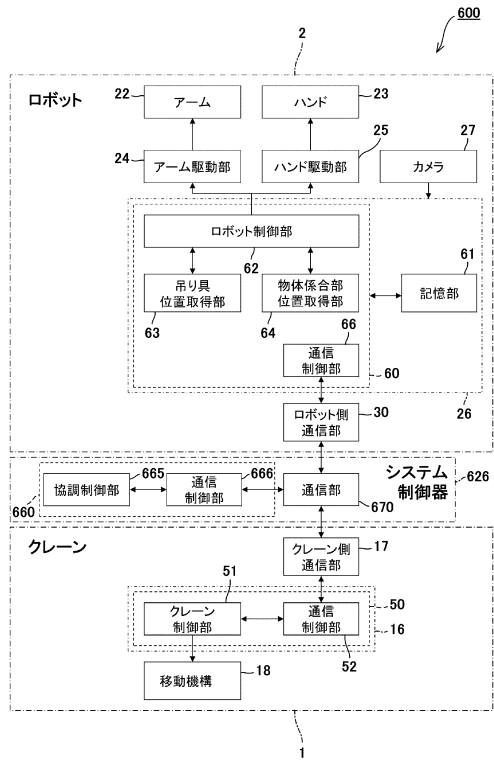 600
2
ロボット
22
アーム
ハンド
23
24
アーム駆動部
ハンド駆動部
25
27
カメラ
ロボット制御部
62
吊り具
位置取得部
63
物体係合部
位置取得部
64
61
記憶部
66
通信
制御部
60
26
ロボット側
通信部
30
システム
制御器
626
660
協調制御部
665
通信
制御部
666
通信部
670
クレーン
クレーン側
通信部
17
51
クレーン
制御部
通信
制御部
52
50
16
移動機構
18
1